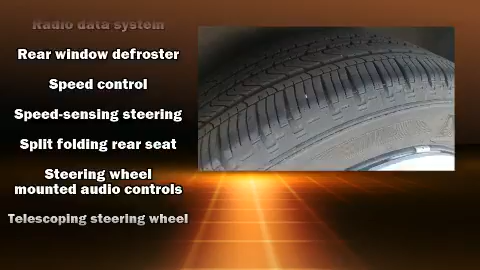 Radio data system
Rear window defroster
Speed control
Speed-sensing steering
Split folding rear seat
Steering wheel
mounted audio controls
Telescoping steering wheel